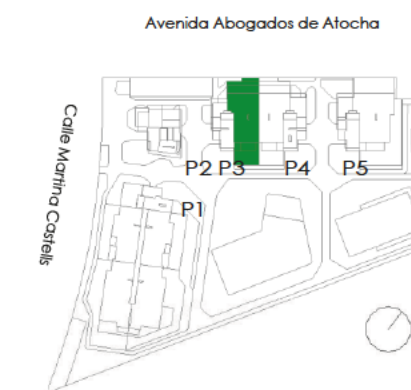 Avenida Abogados de Atocha
Calle Martina Castells
P2 P3 P4 P5
P1